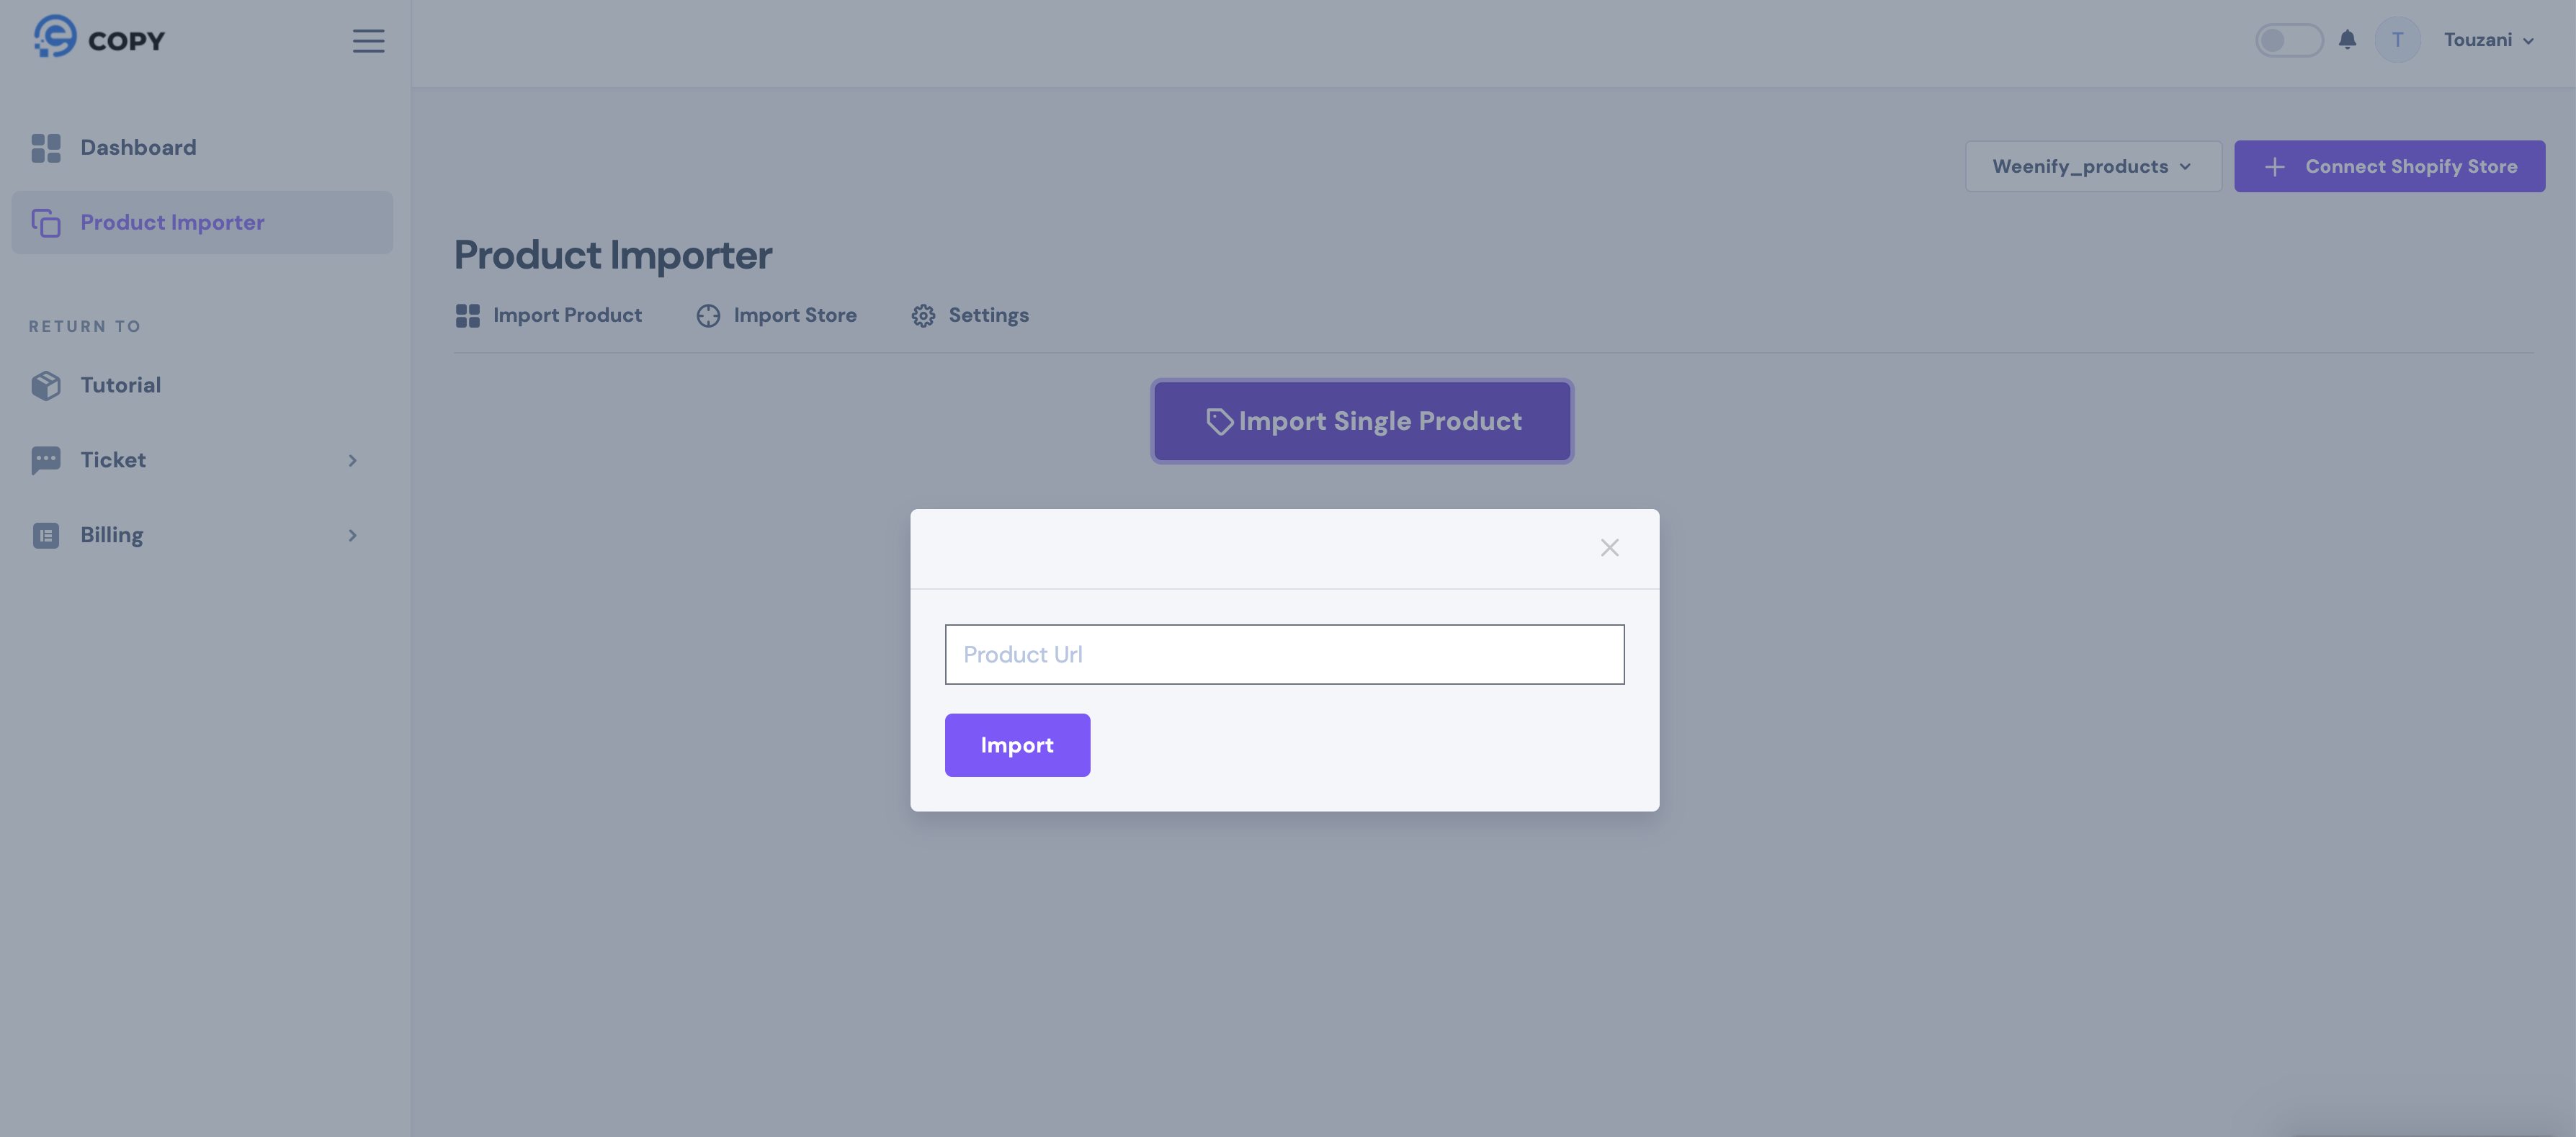 COPY
Touzani
T
Dashboard
Product Importer
RETURN TO
Tutorial
Ticket
Billing
Weenify_products
Connect Shopify Store
Product Importer
Import Product
Import Store
Settings
Import Single Product
Product Url
Import